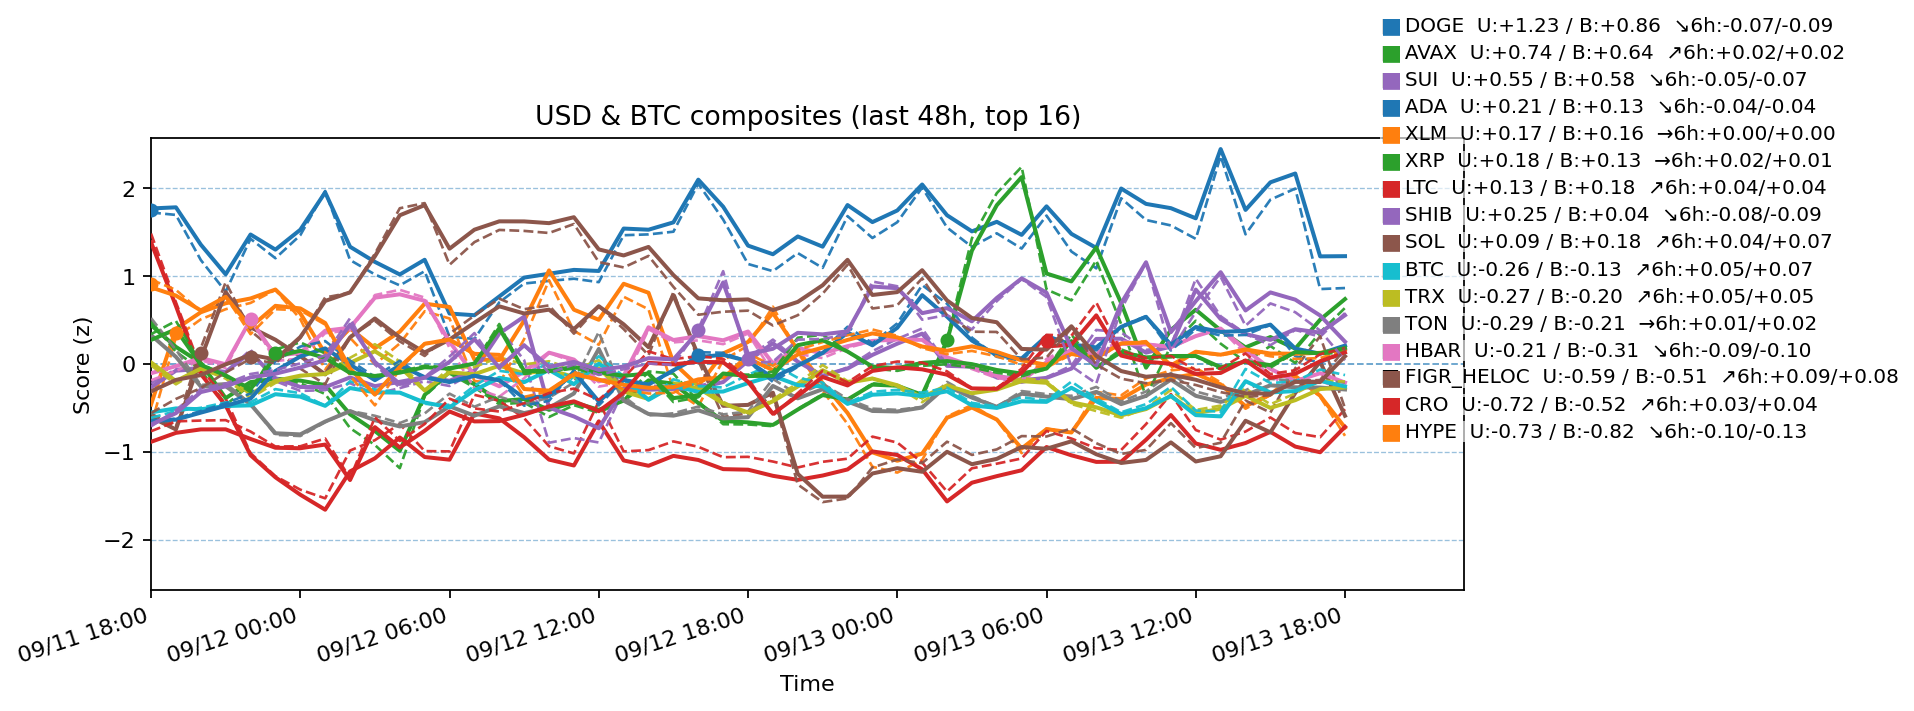 DOGE  U:+1.23 / B:+0.86  ↘6h:-0.07/-0.09
AVAX  U:+0.74 / B:+0.64  ↗6h:+0.02/+0.02
SUI  U:+0.55 / B:+0.58  ↘6h:-0.05/-0.07
ADA  U:+0.21 / B:+0.13  ↘6h:-0.04/-0.04
XLM  U:+0.17 / B:+0.16  →6h:+0.00/+0.00
XRP  U:+0.18 / B:+0.13  →6h:+0.02/+0.01
LTC  U:+0.13 / B:+0.18  ↗6h:+0.04/+0.04
SHIB  U:+0.25 / B:+0.04  ↘6h:-0.08/-0.09
SOL  U:+0.09 / B:+0.18  ↗6h:+0.04/+0.07
BTC  U:-0.26 / B:-0.13  ↗6h:+0.05/+0.07
TRX  U:-0.27 / B:-0.20  ↗6h:+0.05/+0.05
TON  U:-0.29 / B:-0.21  →6h:+0.01/+0.02
HBAR  U:-0.21 / B:-0.31  ↘6h:-0.09/-0.10
FIGR_HELOC  U:-0.59 / B:-0.51  ↗6h:+0.09/+0.08
CRO  U:-0.72 / B:-0.52  ↗6h:+0.03/+0.04
HYPE  U:-0.73 / B:-0.82  ↘6h:-0.10/-0.13
USD & BTC composites (last 48h, top 16)
Score (z)
2
1
0
−1
−2
09/11 18:00
09/12 00:00
09/12 06:00
09/12 12:00
09/12 18:00
09/13 00:00
09/13 06:00
09/13 12:00
09/13 18:00
Time